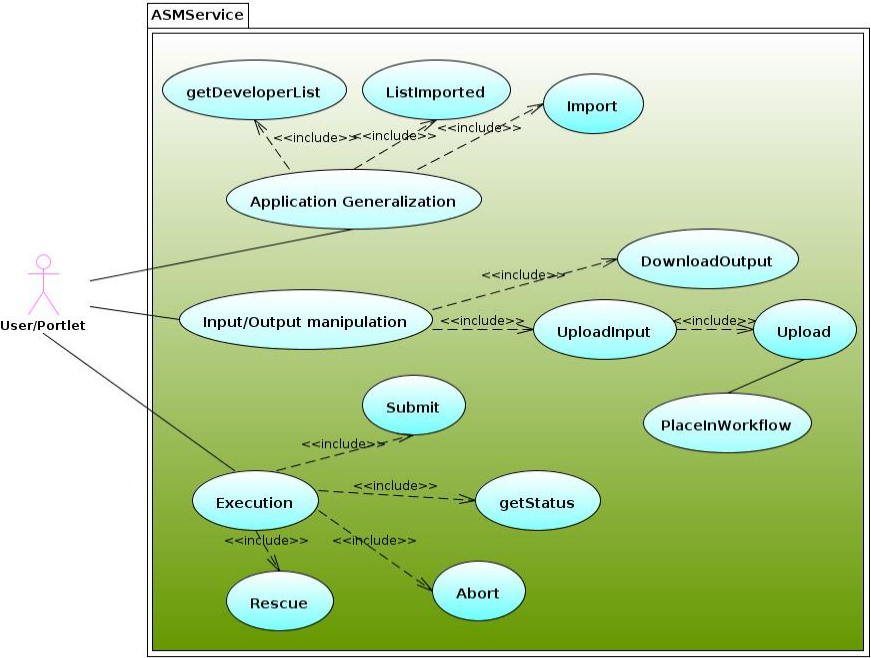 ASMService
getDeveloperList
ListImported
Import
<<include>>
<<include>>
<<include>>
Application Generalization
User/Portlet
DownloadOutput
<<include>>
Input/Output manipulation
<<include>>
UploadInput
<<include>>
Upload
Submit
PlaceInWorkflow
<<include>>
<<include>>
Execution
getStatus
<<include>>
<<include>>
Rescue
Abort